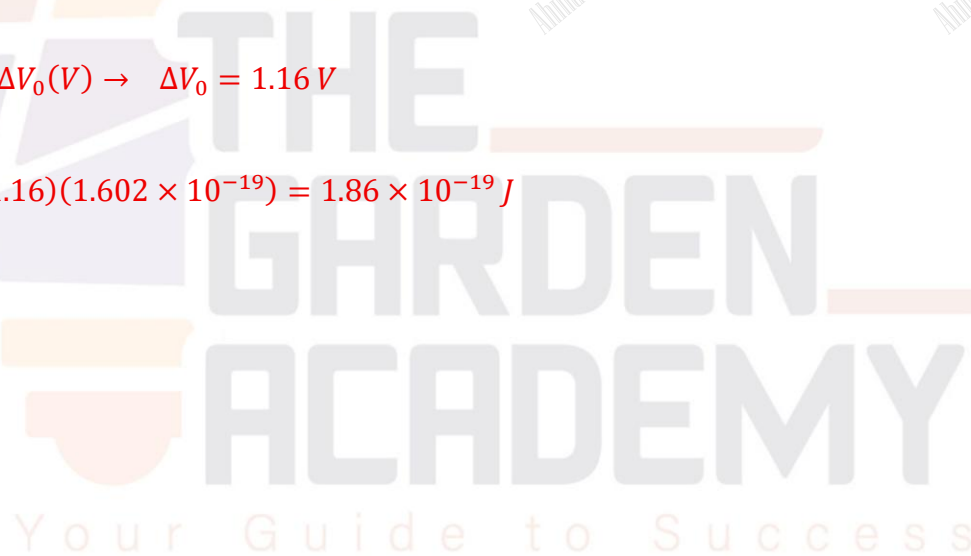 ΔV₀(V) → ΔV₀ = 1.16 V
.16)(1.602 × 10⁻¹⁹) = 1.86 × 10⁻¹⁹ J
THE
GARDEN
ACADEMY
Your Guide to Success